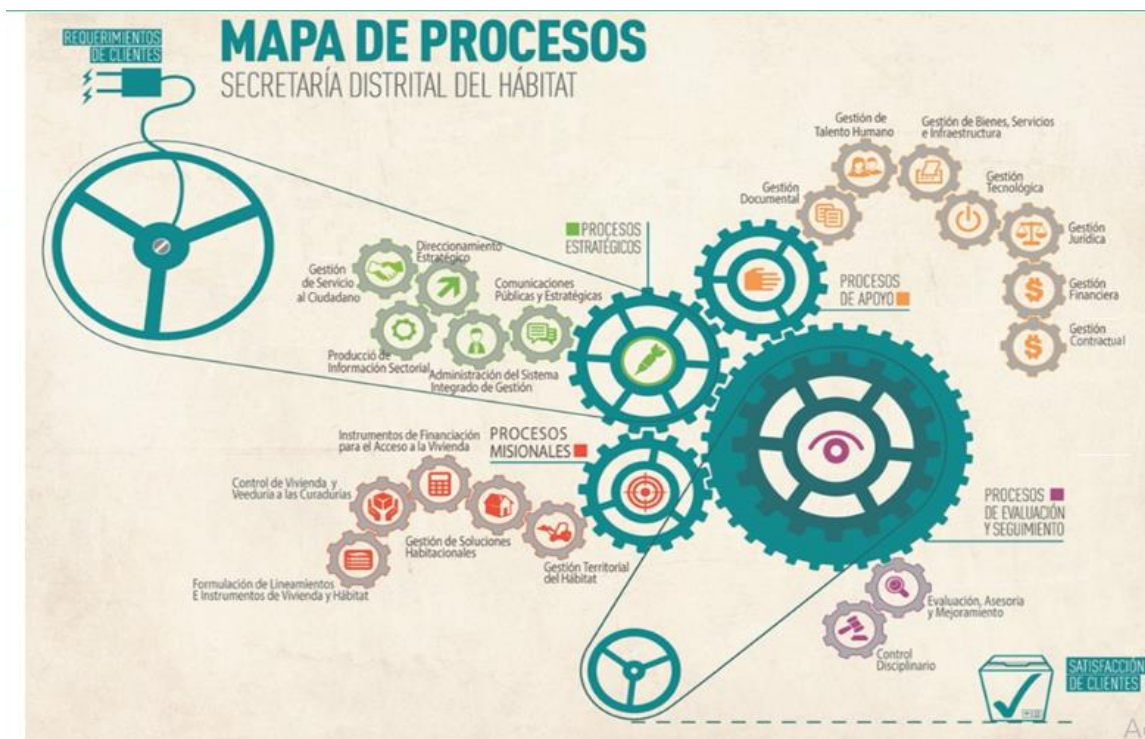 REQUERIMIENTOS
DE CLIENTES
MAPA DE PROCESOS
SECRETARÍA DISTRITAL DEL HÁBITAT
Gestión de
Talento Humano
Gestión de Bienes, Servicios
e Infraestructura
Gestión
Documental
Gestión
Tecnológica
Gestión
Jurídica
Gestión
Financiera
Gestión
Contractual
PROCESOS
ESTRATÉGICOS
PROCESOS
DE APOYO
Direccionamiento
Estratégico
Gestión
de Servicio
al Ciudadano
Comunicaciones
Públicas y Estratégicas
Producció de
Información Sectorial
Administración del Sistema
Integrado de Gestión
PROCESOS
MISIONALES
Instrumentos de Financiación
para el Acceso a la Vivienda
Control de Vivienda y
Veeduría a las Curadurías
Gestión de Soluciones
Habitacionales
Gestión Territorial
del Hábitat
Formulación de Lineamientos
E Instrumentos de Vivienda y Hábitat
PROCESOS
DE EVALUACIÓN
Y SEGUIMIENTO
Evaluación, Asesoría
y Mejoramiento
Control
Disciplinario
SATISFACCIÓN
DE CLIENTES